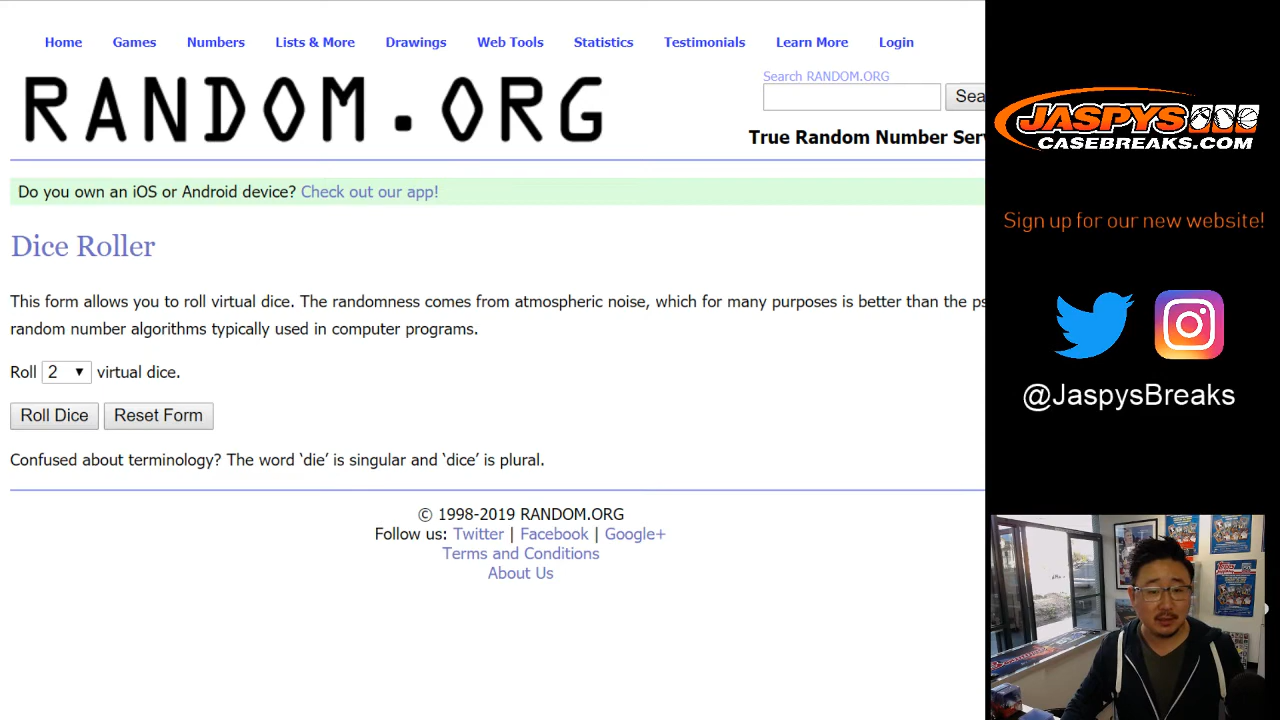 Home Games Numbers Lists & More Drawings Web Tools Statistics Testimonials Learn More Login
RANDOM.ORG
Search RANDOM.ORG
Sea
True Random Number Serv
Do you own an iOS or Android device? Check out our app!
Dice Roller
This form allows you to roll virtual dice. The randomness comes from atmospheric noise, which for many purposes is better than the ps
random number algorithms typically used in computer programs.
Roll 2 virtual dice.
Roll Dice Reset Form
Confused about terminology? The word ‘die’ is singular and ‘dice’ is plural.
© 1998-2019 RANDOM.ORG
Follow us: Twitter | Facebook | Google+
Terms and Conditions
About Us
JASPYS
CASEBREAKS.COM
Sign up for our new website!
@JaspysBreaks